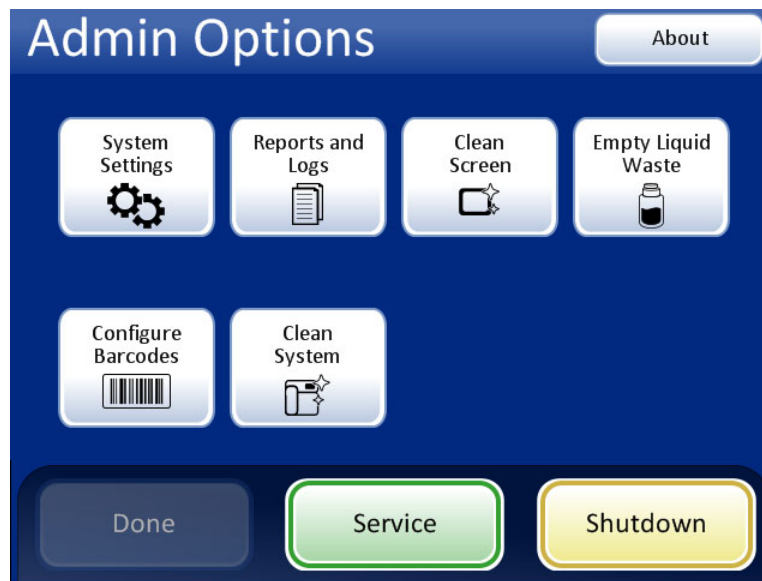 Admin Options
About
System
Settings
Reports and
Logs
Clean
Screen
Empty Liquid
Waste
Configure
Barcodes
Clean
System
Done
Service
Shutdown